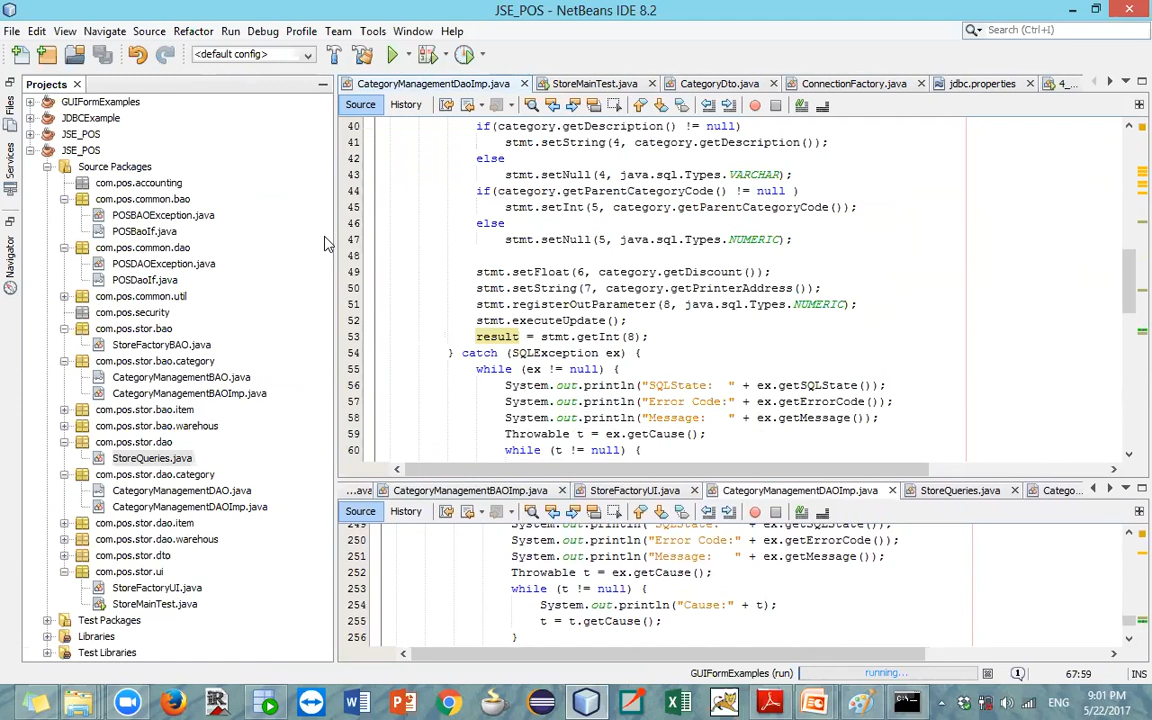 JSE_POS - NetBeans IDE 8.2
File Edit View Navigate Source Refactor Run Debug Profile Team Tools Window Help
Search (Ctrl+I)
<default config>
Projects
Files
Services
Navigator
GUIFormExamples
JDBCExample
JSE_POS
JSE_POS
Source Packages
com.pos.accounting
com.pos.common.bao
POSBAOException.java
POSBaoIf.java
com.pos.common.dao
POSDAOException.java
POSDaoIf.java
com.pos.common.util
com.pos.security
com.pos.stor.bao
StoreFactoryBAO.java
com.pos.stor.bao.category
CategoryManagementBAO.java
CategoryManagementBAOImp.java
com.pos.stor.bao.item
com.pos.stor.bao.warehous
com.pos.stor.dao
StoreQueries.java
com.pos.stor.dao.category
CategoryManagementDAO.java
CategoryManagementDAOImp.java
com.pos.stor.dao.item
com.pos.stor.dao.warehous
com.pos.stor.dto
com.pos.stor.ui
StoreFactoryUI.java
StoreMainTest.java
Test Packages
Libraries
Test Libraries
CategoryManagementDaoImp.java StoreMainTest.java CategoryDto.java ConnectionFactory.java jdbc.properties 4_...
Source History
40 if(category.getDescription() != null)
41 stmt.setString(4, category.getDescription());
42 else
43 stmt.setNull(4, java.sql.Types.VARCHAR);
44 if(category.getParentCategoryCode() != null )
45 stmt.setInt(5, category.getParentCategoryCode());
46 else
47 stmt.setNull(5, java.sql.Types.NUMERIC);
48
49 stmt.setFloat(6, category.getDiscount());
50 stmt.setString(7, category.getPrinterAddress());
51 stmt.registerOutParameter(8, java.sql.Types.NUMERIC);
52 stmt.executeUpdate();
53 result = stmt.getInt(8);
54 } catch (SQLException ex) {
55 while (ex != null) {
56 System.out.println("SQLState:  " + ex.getSQLState());
57 System.out.println("Error Code:" + ex.getErrorCode());
58 System.out.println("Message:   " + ex.getMessage());
59 Throwable t = ex.getCause();
60 while (t != null) {
...ava CategoryManagementBAOImp.java StoreFactoryUI.java CategoryManagementDAOImp.java StoreQueries.java Catego...
Source History
249 System.out.println("SQLState:  " + ex.getSQLState());
250 System.out.println("Error Code:" + ex.getErrorCode());
251 System.out.println("Message:   " + ex.getMessage());
252 Throwable t = ex.getCause();
253 while (t != null) {
254 System.out.println("Cause:" + t);
255 t = t.getCause();
256 }
GUIFormExamples (run) running... 67:59 INS
ENG
9:01 PM
5/22/2017